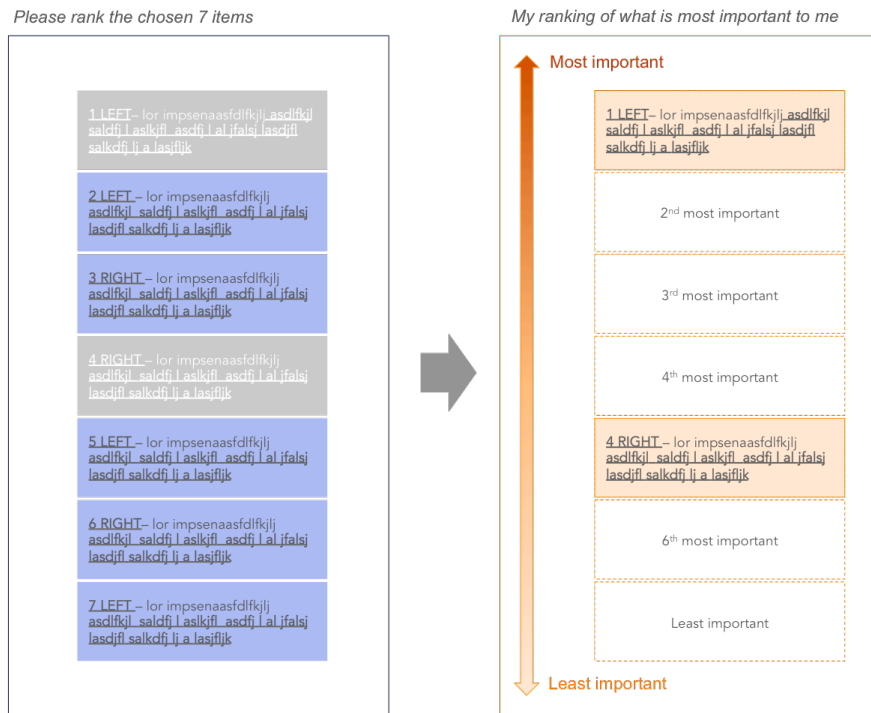 Please rank the chosen 7 items
1 LEFT– lor impsenaasfdlfkjlj asdlfkjl
saldfj l aslkjfl asdfj l al jfalsj lasdjfl
salkdfj lj a lasjfljk
2 LEFT – lor impsenaasfdlfkjlj
asdlfkjl saldfj l aslkjfl asdfj l al jfalsj
lasdjfl salkdfj lj a lasjfljk
3 RIGHT – lor impsenaasfdlfkjlj
asdlfkjl saldfj l aslkjfl asdfj l al jfalsj
lasdjfl salkdfj lj a lasjfljk
4 RIGHT – lor impsenaasfdlfkjlj
asdlfkjl saldfj l aslkjfl asdfj l al jfalsj
lasdjfl salkdfj lj a lasjfljk
5 LEFT – lor impsenaasfdlfkjlj
asdlfkjl saldfj l aslkjfl asdfj l al jfalsj
lasdjfl salkdfj lj a lasjfljk
6 RIGHT– lor impsenaasfdlfkjlj
asdlfkjl saldfj l aslkjfl asdfj l al jfalsj
lasdjfl salkdfj lj a lasjfljk
7 LEFT – lor impsenaasfdlfkjlj
asdlfkjl saldfj l aslkjfl asdfj l al jfalsj
lasdjfl salkdfj lj a lasjfljk
My ranking of what is most important to me
Most important
1 LEFT– lor impsenaasfdlfkjlj asdlfkjl
saldfj l aslkjfl asdfj l al jfalsj lasdjfl
salkdfj lj a lasjfljk
2nd most important
3rd most important
4th most important
4 RIGHT – lor impsenaasfdlfkjlj
asdlfkjl saldfj l aslkjfl asdfj l al jfalsj
lasdjfl salkdfj lj a lasjfljk
6th most important
Least important
Least important